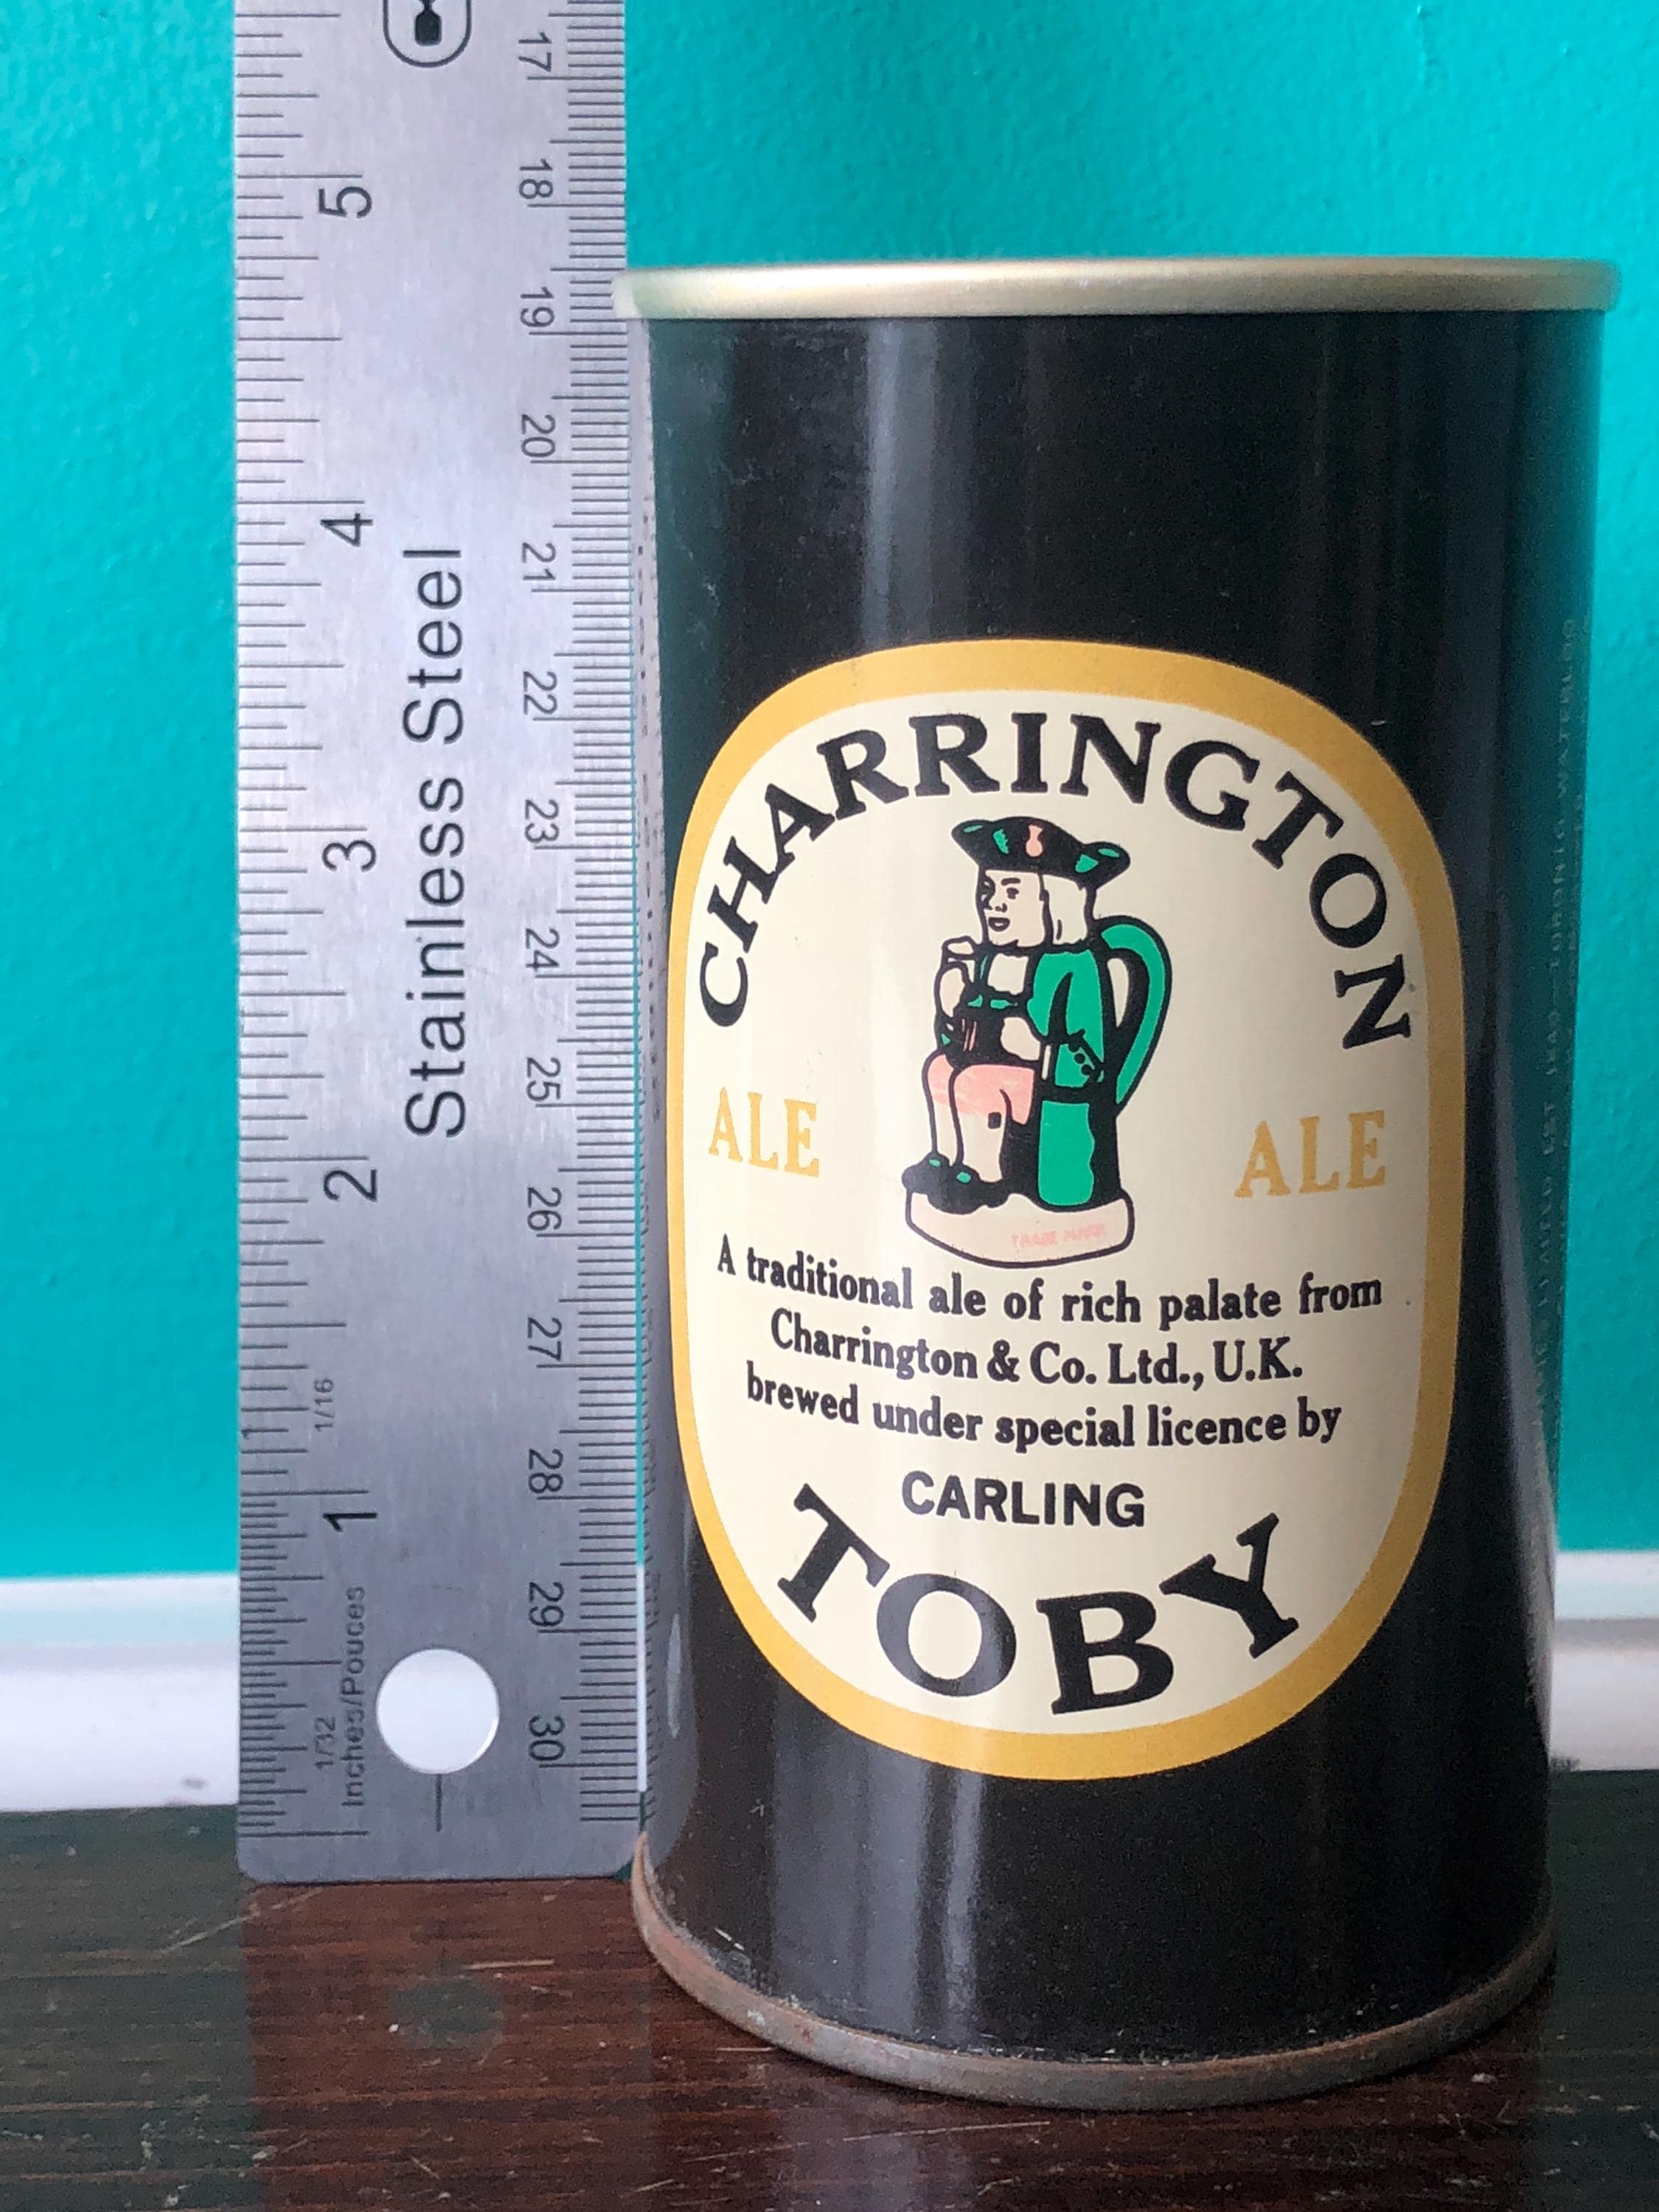 17
18
19
20
21
22
23
24
25
26
27
28
29
30
5
4
3
2
1
Stainless Steel
1/16
1/32
Inches/Pouces
CHARRINGTON
ALE ALE
TRADE MARK
A traditional ale of rich palate from
Charrington & Co. Ltd., U.K.
brewed under special licence by
CARLING
TOBY